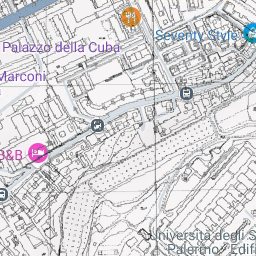 Palazzo della Cuba
Seventy Style
Marconi
B&B
Università degli S
Palermo - Edifi